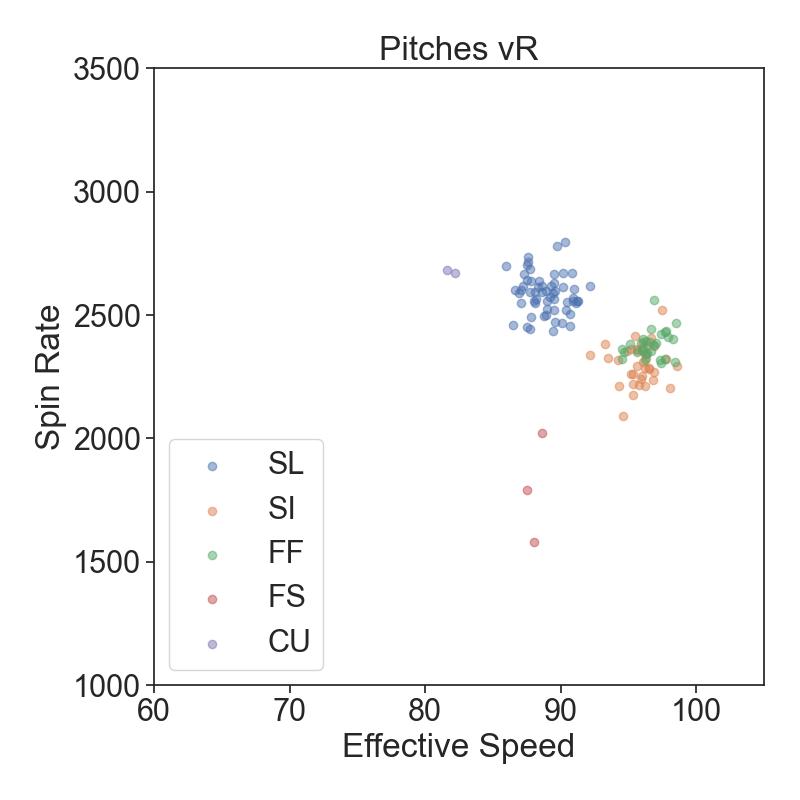 Pitches vR
3500
3000
2500
2000
1500
1000
Spin Rate
SL
SI
FF
FS
CU
60 70 80 90 100
Effective Speed